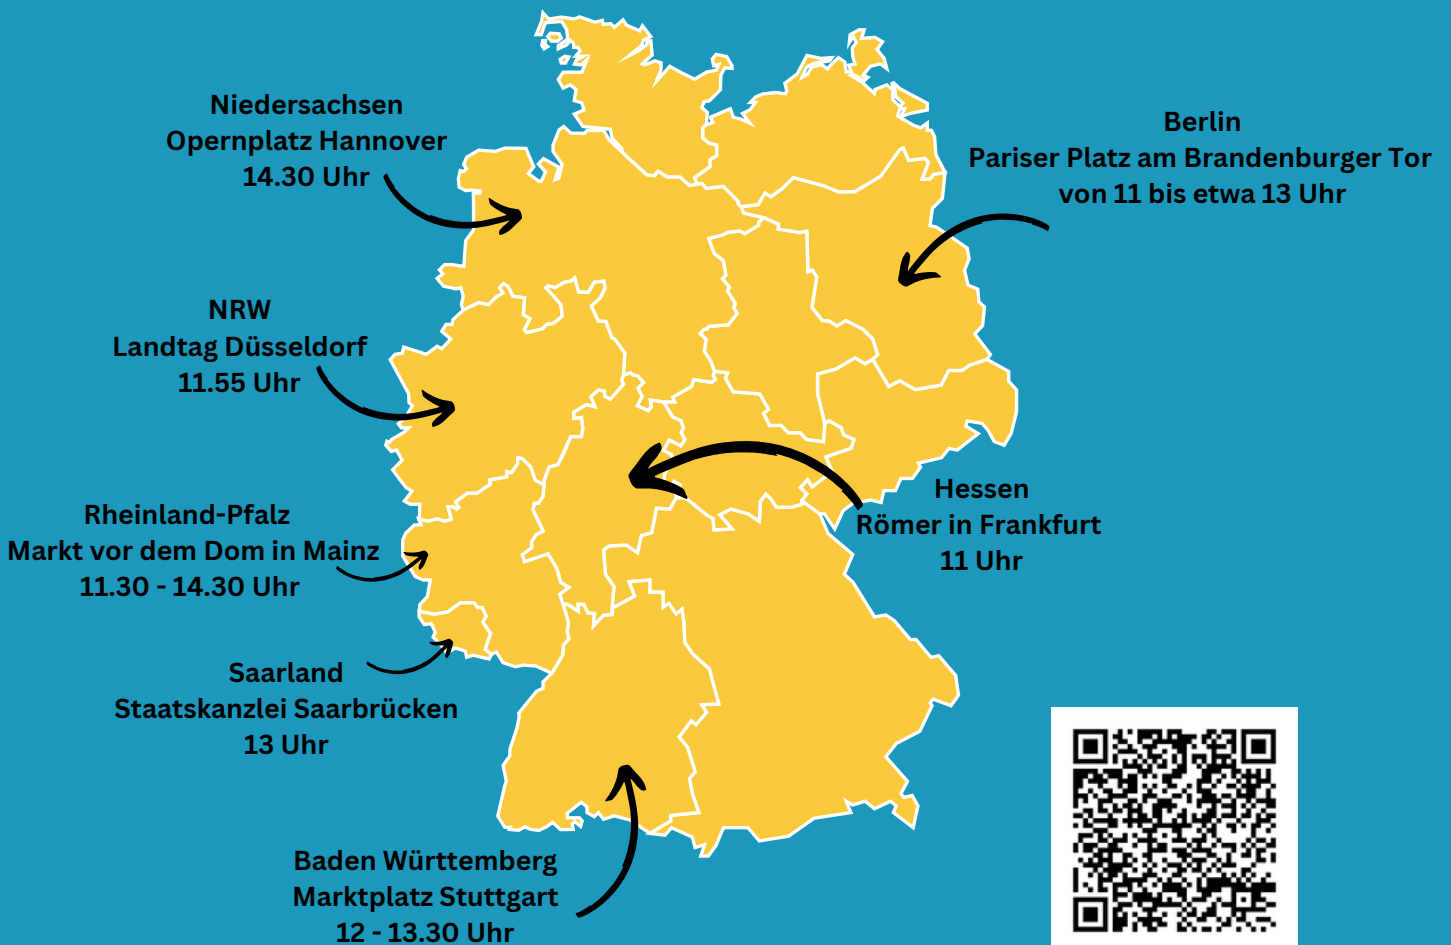 Niedersachsen
Opernplatz Hannover
14.30 Uhr
Berlin
Pariser Platz am Brandenburger Tor
von 11 bis etwa 13 Uhr
NRW
Landtag Düsseldorf
11.55 Uhr
Hessen
Römer in Frankfurt
11 Uhr
Rheinland-Pfalz
Markt vor dem Dom in Mainz
11.30 - 14.30 Uhr
Saarland
Staatskanzlei Saarbrücken
13 Uhr
Baden Württemberg
Marktplatz Stuttgart
12 - 13.30 Uhr